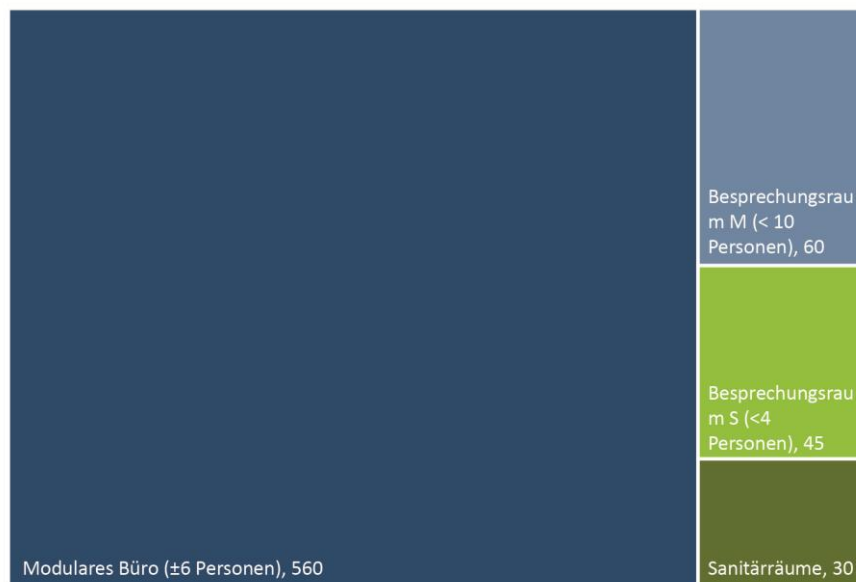 Besprechungsrau
m M (< 10
Personen), 60
Besprechungsrau
m S (<4
Personen), 45
Modulares Büro (±6 Personen), 560
Sanitärräume, 30